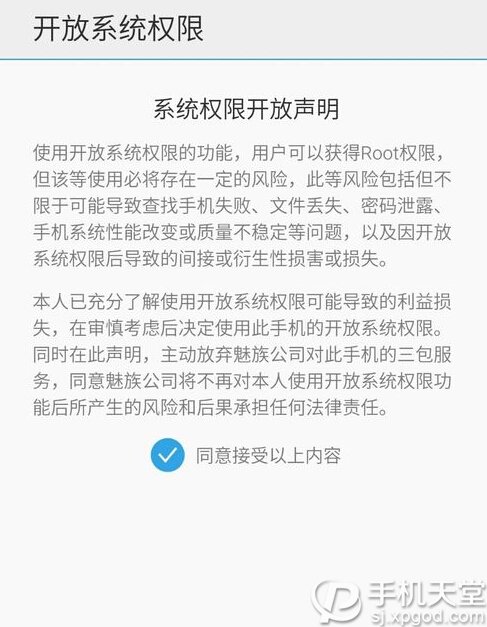 开放系统权限
系统权限开放声明
使用开放系统权限的功能，用户可以获得Root权限，
但该等使用必将存在一定的风险，此等风险包括但不
限于可能导致查找手机失败、文件丢失、密码泄露、
手机系统性能改变或质量不稳定等问题，以及因开放
系统权限后导致的间接或衍生性损害或损失。
本人已充分了解使用开放系统权限可能导致的利益损
失，在审慎考虑后决定使用此手机的开放系统权限。
同时在此声明，主动放弃魅族公司对此手机的三包服
务，同意魅族公司将不再对本人使用开放系统权限功
能后所产生的风险和后果承担任何法律责任。
同意接受以上内容
手机天堂
sj.xpgod.com